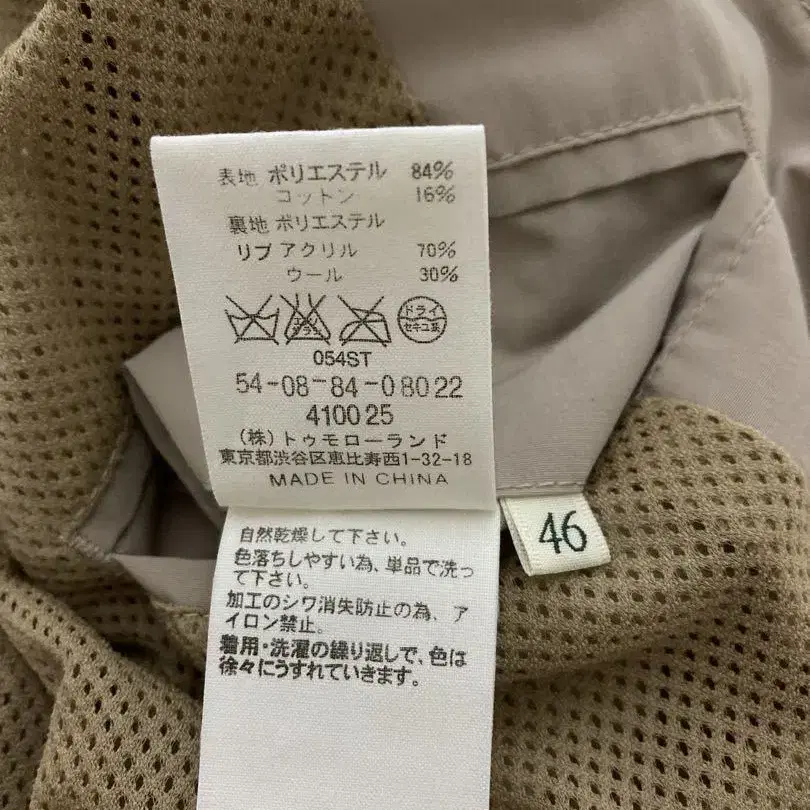 表地 ポリエステル 84%
コットン 16%
裏地 ポリエステル
リブ アクリル 70%
ウール 30%
ドライ
セキユ系
054ST
54-08-84-08022
410025
(株)トゥモローランド
東京都渋谷区恵比寿西1-32-18
MADE IN CHINA
46
自然乾燥して下さい。
色落ちしやすい為、単品で洗っ
て下さい。
加工のシワ消失防止の為、ア
イロン禁止。
着用・洗濯の繰り返しで、色は
徐々にうすれていきます。